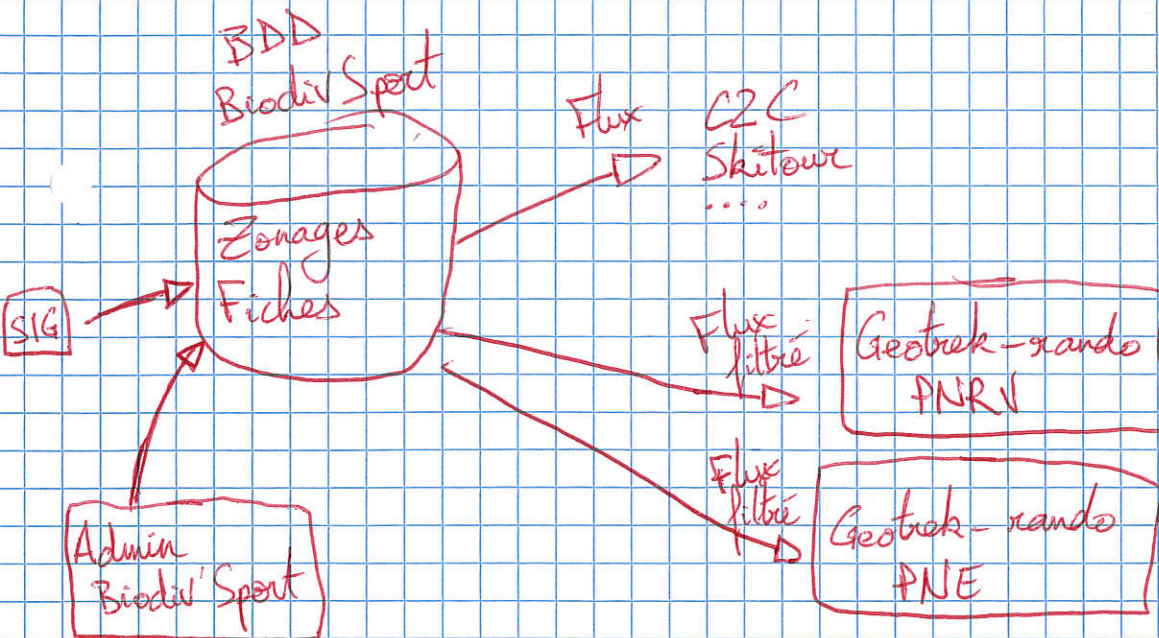 BDD
Biodiv Sport
Flux
C2C
Skitour
....
Zonages
Fiches
SIG
Flux
filtré
Geotrek-rando
PNRV
Flux
filtré
Geotrek-rando
PNE
Admin
Biodiv' Sport